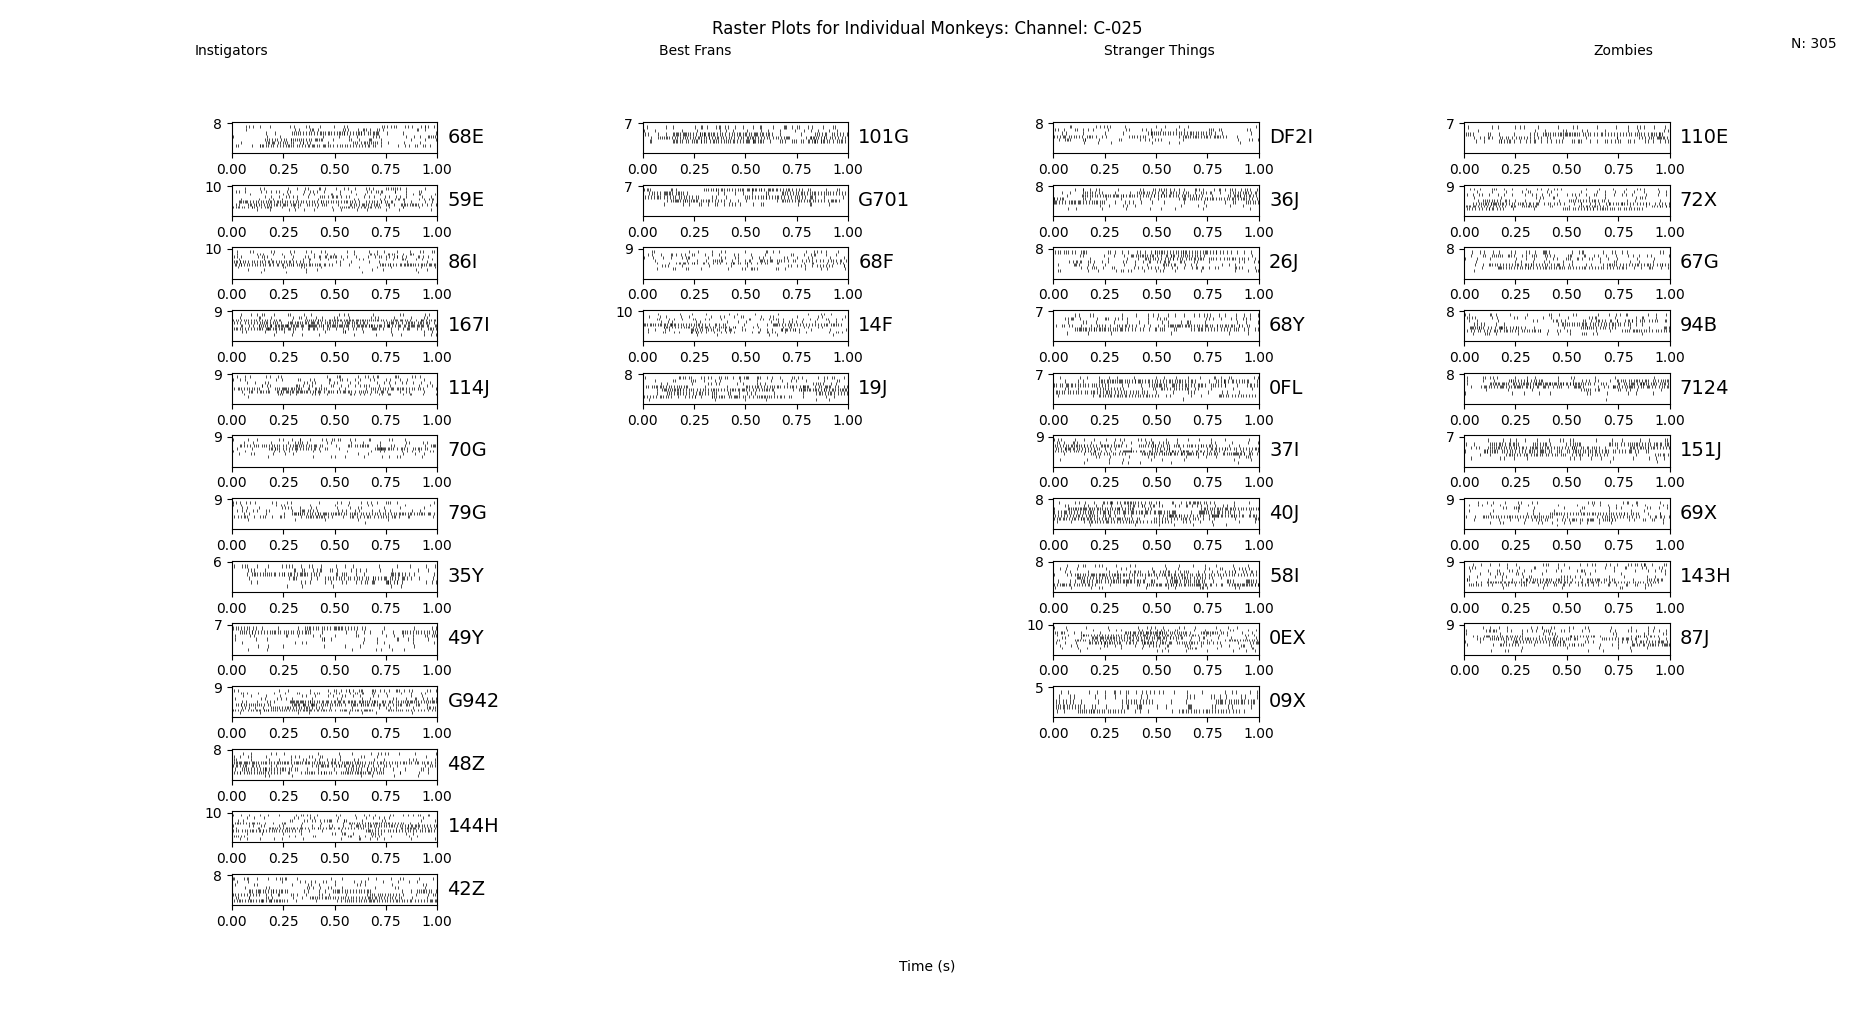 Raster Plots for Individual Monkeys: Channel: C-025
Instigators Best Frans Stranger Things Zombies N: 305
8 68E 7 101G 8 DF2I 7 110E
0.00 0.25 0.50 0.75 1.00 0.00 0.25 0.50 0.75 1.00 0.00 0.25 0.50 0.75 1.00 0.00 0.25 0.50 0.75 1.00
10 59E 7 G701 8 36J 9 72X
0.00 0.25 0.50 0.75 1.00 0.00 0.25 0.50 0.75 1.00 0.00 0.25 0.50 0.75 1.00 0.00 0.25 0.50 0.75 1.00
10 86I 9 68F 8 26J 8 67G
0.00 0.25 0.50 0.75 1.00 0.00 0.25 0.50 0.75 1.00 0.00 0.25 0.50 0.75 1.00 0.00 0.25 0.50 0.75 1.00
9 167I 10 14F 7 68Y 8 94B
0.00 0.25 0.50 0.75 1.00 0.00 0.25 0.50 0.75 1.00 0.00 0.25 0.50 0.75 1.00 0.00 0.25 0.50 0.75 1.00
9 114J 8 19J 7 0FL 8 7124
0.00 0.25 0.50 0.75 1.00 0.00 0.25 0.50 0.75 1.00 0.00 0.25 0.50 0.75 1.00 0.00 0.25 0.50 0.75 1.00
9 70G 9 37I 7 151J
0.00 0.25 0.50 0.75 1.00 0.00 0.25 0.50 0.75 1.00 0.00 0.25 0.50 0.75 1.00
9 79G 8 40J 9 69X
0.00 0.25 0.50 0.75 1.00 0.00 0.25 0.50 0.75 1.00 0.00 0.25 0.50 0.75 1.00
6 35Y 8 58I 9 143H
0.00 0.25 0.50 0.75 1.00 0.00 0.25 0.50 0.75 1.00 0.00 0.25 0.50 0.75 1.00
7 49Y 10 0EX 9 87J
0.00 0.25 0.50 0.75 1.00 0.00 0.25 0.50 0.75 1.00 0.00 0.25 0.50 0.75 1.00
9 G942 5 09X
0.00 0.25 0.50 0.75 1.00 0.00 0.25 0.50 0.75 1.00
8 48Z
0.00 0.25 0.50 0.75 1.00
10 144H
0.00 0.25 0.50 0.75 1.00
8 42Z
0.00 0.25 0.50 0.75 1.00
Time (s)